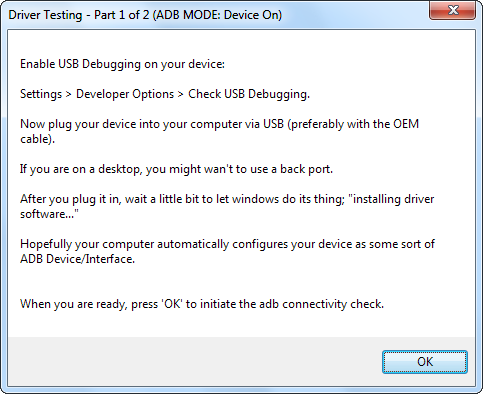 Driver Testing - Part 1 of 2 (ADB MODE: Device On)
Enable USB Debugging on your device:
Settings > Developer Options > Check USB Debugging.
Now plug your device into your computer via USB (preferably with the OEM
cable).
If you are on a desktop, you might wan't to use a back port.
After you plug it in, wait a little bit to let windows do its thing; "installing driver
software..."
Hopefully your computer automatically configures your device as some sort of
ADB Device/Interface.
When you are ready, press 'OK' to initiate the adb connectivity check.
OK